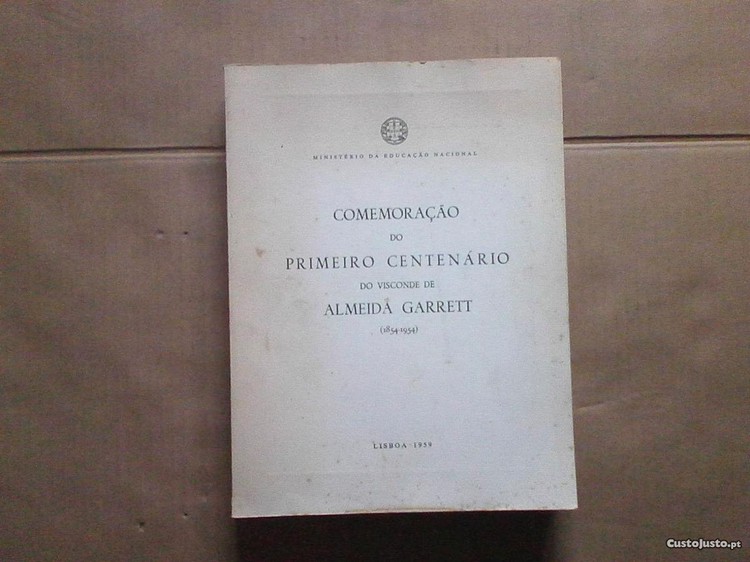 MINISTÉRIO DA EDUCAÇÃO NACIONAL
COMEMORAÇÃO
DO
PRIMEIRO CENTENÁRIO
DO VISCONDE DE
ALMEIDA GARRETT
(1854-1954)
LISBOA · 1959
CustoJusto.pt